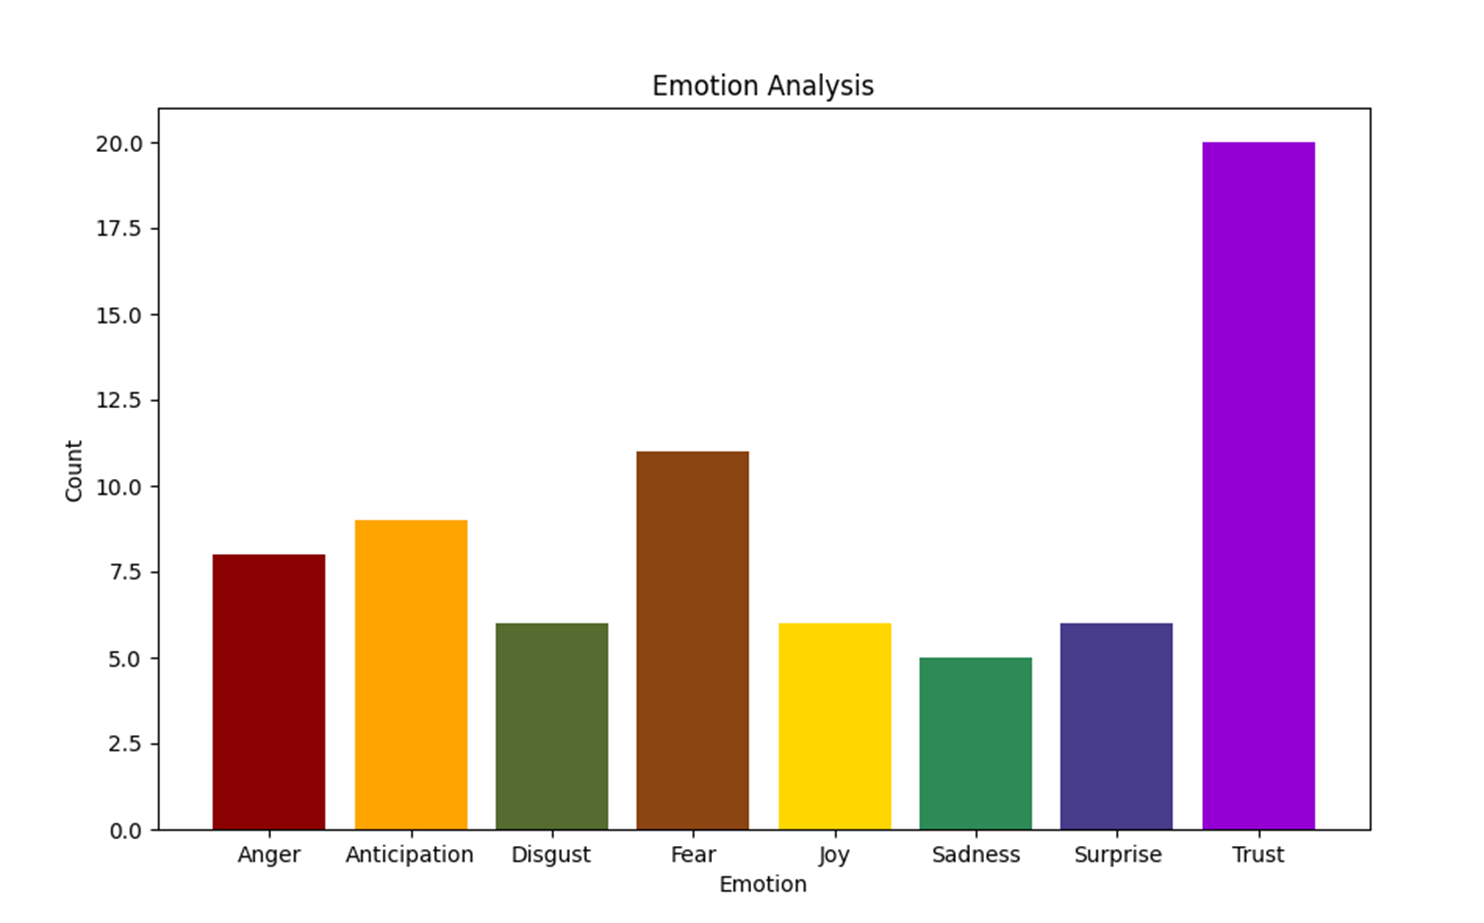 Emotion Analysis
20.0
17.5
15.0
12.5
10.0
7.5
5.0
2.5
0.0
Count
Anger Anticipation Disgust Fear Joy Sadness Surprise Trust
Emotion